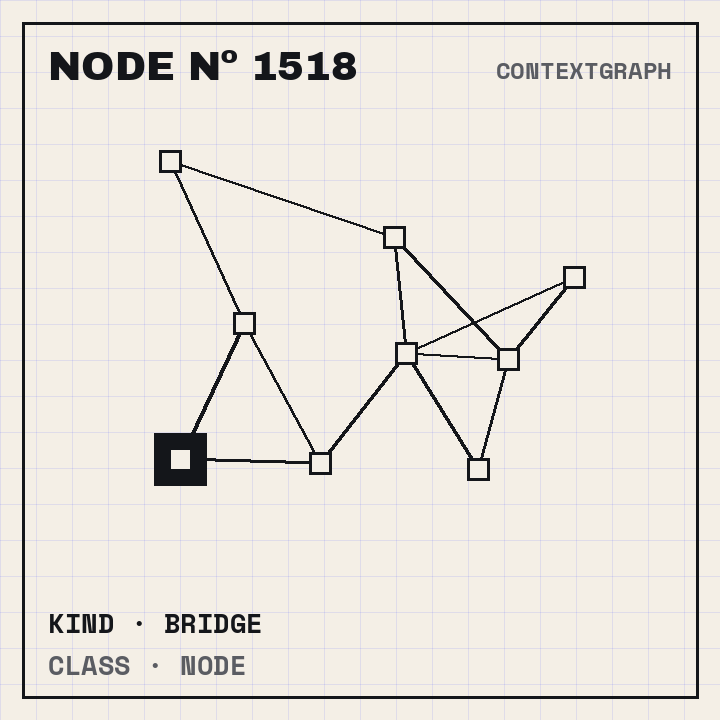 NODE Nº 1518
CONTEXTGRAPH
KIND · BRIDGE
CLASS · NODE